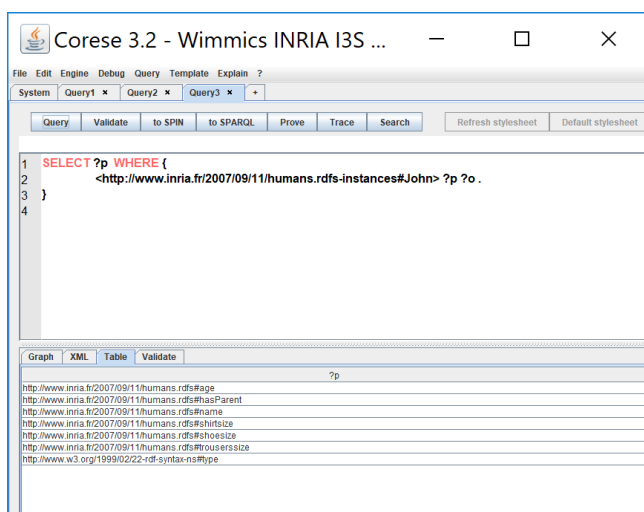 Corese 3.2 - Wimmics INRIA I3S ...
File Edit Engine Debug Query Template Explain ?
System Query1 × Query2 × Query3 × +
Query Validate to SPIN to SPARQL Prove Trace Search Refresh stylesheet Default stylesheet
1 SELECT ?p WHERE {
2 <http://www.inria.fr/2007/09/11/humans.rdfs-instances#John> ?p ?o .
3 }
4
Graph XML Table Validate
?p
http://www.inria.fr/2007/09/11/humans.rdfs#age
http://www.inria.fr/2007/09/11/humans.rdfs#hasParent
http://www.inria.fr/2007/09/11/humans.rdfs#name
http://www.inria.fr/2007/09/11/humans.rdfs#shirtsize
http://www.inria.fr/2007/09/11/humans.rdfs#shoesize
http://www.inria.fr/2007/09/11/humans.rdfs#trouserssize
http://www.w3.org/1999/02/22-rdf-syntax-ns#type